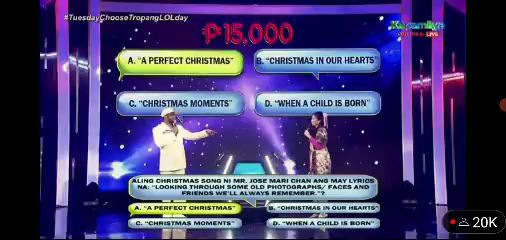 #TuesdayChooseTropangLOLday
Kapamilya
LIVE
₱15,000
A. "A PERFECT CHRISTMAS"
B. "CHRISTMAS IN OUR HEARTS"
C. "CHRISTMAS MOMENTS"
D. "WHEN A CHILD IS BORN"
ALING CHRISTMAS SONG NI MR. JOSE MARI CHAN ANG MAY LYRICS
NA: "LOOKING THROUGH SOME OLD PHOTOGRAPHS/ FACES AND
FRIENDS WE'LL ALWAYS REMEMBER."?
A. "A PERFECT CHRISTMAS"
B. "CHRISTMAS IN OUR HEARTS"
C. "CHRISTMAS MOMENTS"
D. "WHEN A CHILD IS BORN"
20K